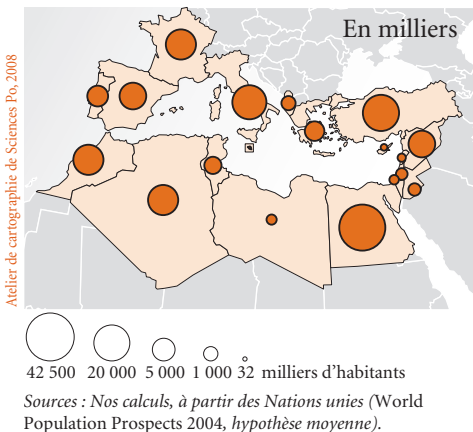 En milliers
Atelier de cartographie de Sciences Po, 2008
42 500 20 000 5 000 1 000 32 milliers d'habitants
Sources : Nos calculs, à partir des Nations unies (World
Population Prospects 2004, hypothèse moyenne).